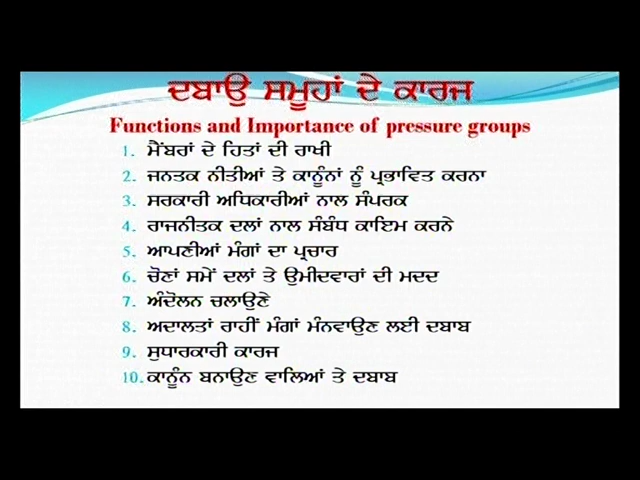 ਦਬਾਉ ਸਮੂਹਾਂ ਦੇ ਕਾਰਜ
Functions and Importance of pressure groups
1. ਮੈਂਬਰਾਂ ਦੇ ਹਿਤਾਂ ਦੀ ਰਾਖੀ
2. ਜਨਤਕ ਨੀਤੀਆਂ ਤੇ ਕਾਨੂੰਨਾਂ ਨੂੰ ਪ੍ਰਭਾਵਿਤ ਕਰਨਾ
3. ਸਰਕਾਰੀ ਅਧਿਕਾਰੀਆਂ ਨਾਲ ਸੰਪਰਕ
4. ਰਾਜਨੀਤਕ ਦਲਾਂ ਨਾਲ ਸੰਬੰਧ ਕਾਇਮ ਕਰਨੇ
5. ਆਪਣੀਆਂ ਮੰਗਾਂ ਦਾ ਪ੍ਰਚਾਰ
6. ਚੋਣਾਂ ਸਮੇਂ ਦਲਾਂ ਤੇ ਉਮੀਦਵਾਰਾਂ ਦੀ ਮਦਦ
7. ਅੰਦੋਲਨ ਚਲਾਉਣੇ
8. ਅਦਾਲਤਾਂ ਰਾਹੀਂ ਮੰਗਾਂ ਮੰਨਵਾਉਣ ਲਈ ਦਬਾਬ
9. ਸੁਧਾਰਕਾਰੀ ਕਾਰਜ
10. ਕਾਨੂੰਨ ਬਨਾਉਣ ਵਾਲਿਆਂ ਤੇ ਦਬਾਬ